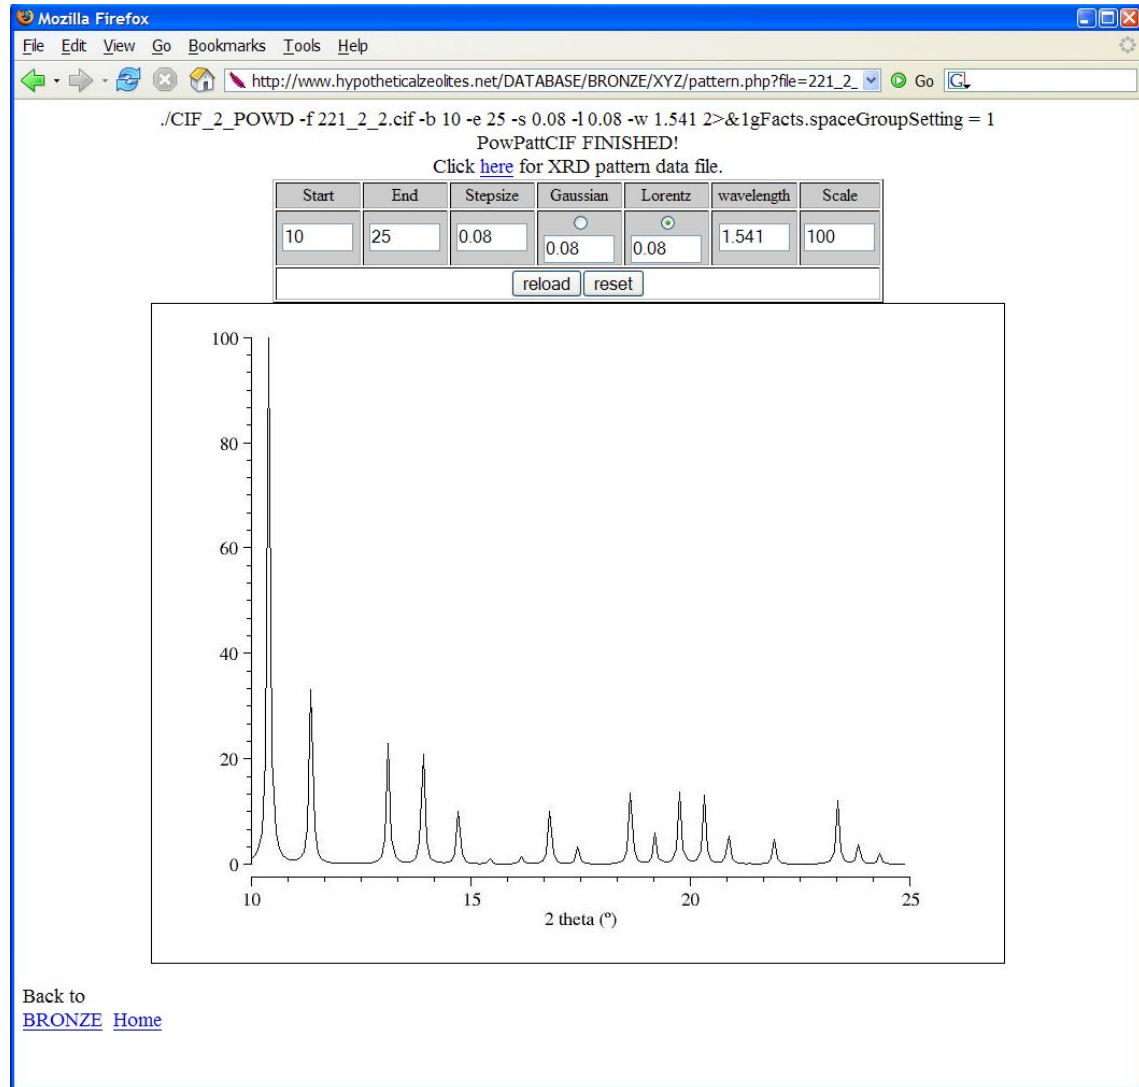 Mozilla Firefox
File Edit View Go Bookmarks Tools Help
http://www.hypotheticalzeolites.net/DATABASE/BRONZE/XYZ/pattern.php?file=221_2_ Go G
./CIF_2_POWD -f 221_2_2.cif -b 10 -e 25 -s 0.08 -l 0.08 -w 1.541 2>&1gFacts.spaceGroupSetting = 1
PowPattCIF FINISHED!
Click here for XRD pattern data file.
Start End Stepsize Gaussian Lorentz wavelength Scale
10 25 0.08 0.08 0.08 1.541 100
reload reset
100
80
60
40
20
0
10 15 20 25
2 theta (º)
Back to
BRONZE Home